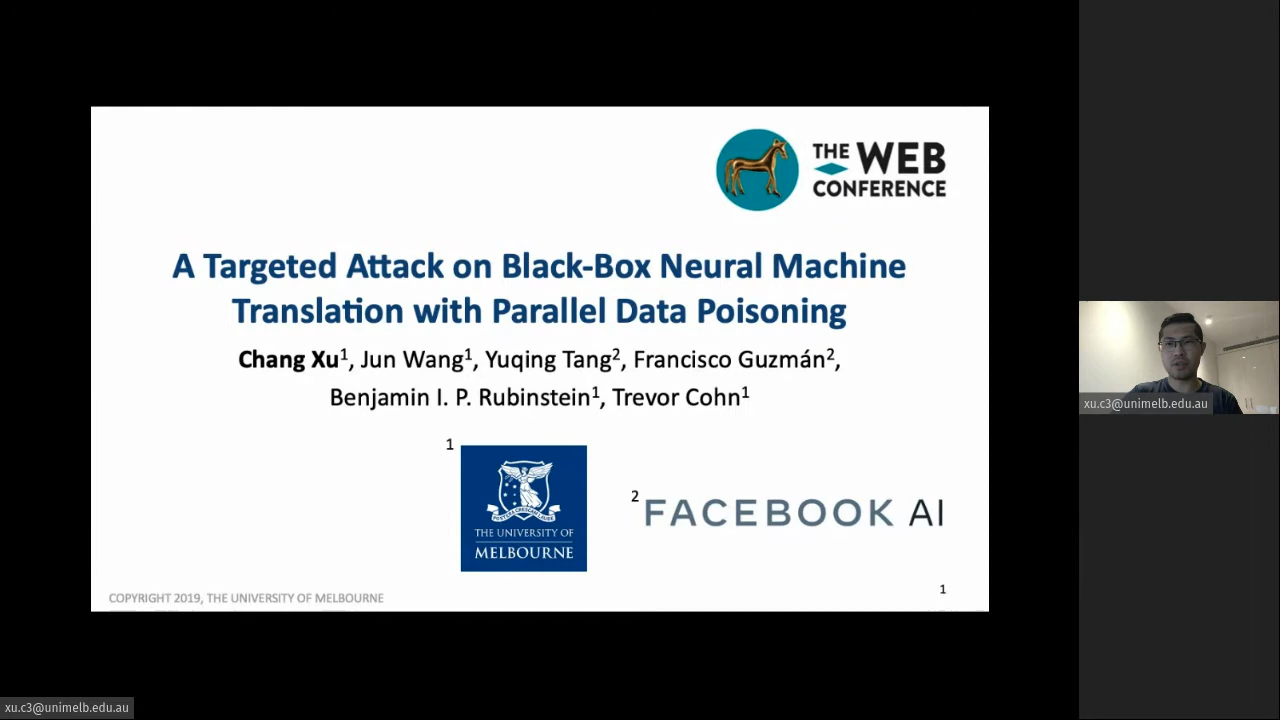 THE WEB
CONFERENCE
A Targeted Attack on Black-Box Neural Machine
Translation with Parallel Data Poisoning
Chang Xu1, Jun Wang1, Yuqing Tang2, Francisco Guzmán2,
Benjamin I. P. Rubinstein1, Trevor Cohn1
1
THE UNIVERSITY OF
MELBOURNE
2
FACEBOOK AI
COPYRIGHT 2019, THE UNIVERSITY OF MELBOURNE
1
xu.c3@unimelb.edu.au
xu.c3@unimelb.edu.au